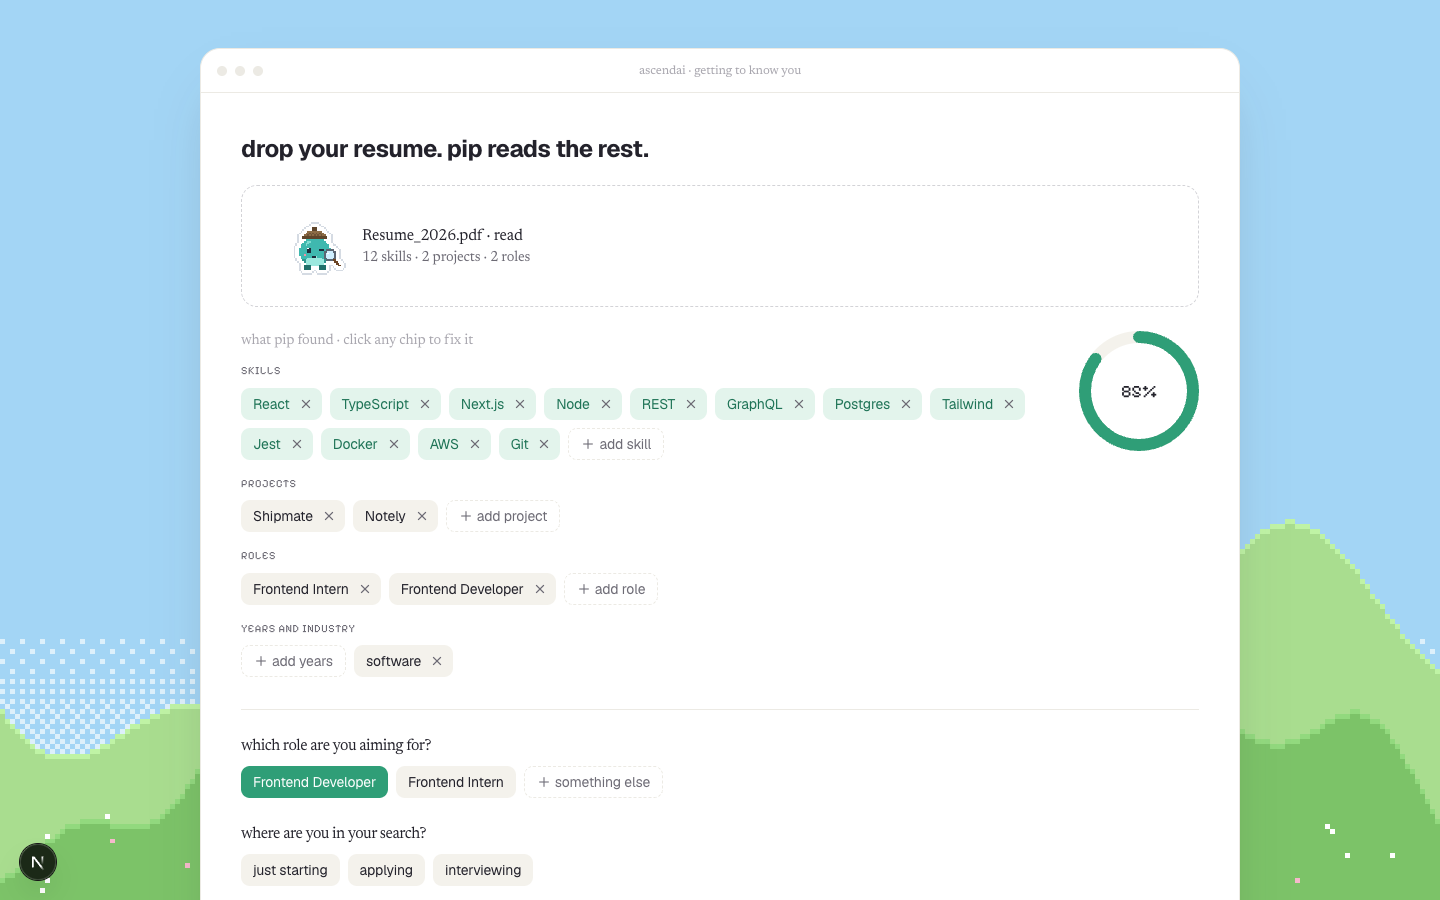 ascendai · getting to know you
drop your resume. pip reads the rest.
Resume_2026.pdf · read
12 skills · 2 projects · 2 roles
what pip found · click any chip to fix it
85%
SKILLS
React × TypeScript × Next.js × Node × REST × GraphQL × Postgres × Tailwind ×
Jest × Docker × AWS × Git × + add skill
PROJECTS
Shipmate × Notely × + add project
ROLES
Frontend Intern × Frontend Developer × + add role
YEARS AND INDUSTRY
+ add years software ×
which role are you aiming for?
Frontend Developer Frontend Intern + something else
where are you in your search?
just starting applying interviewing
N